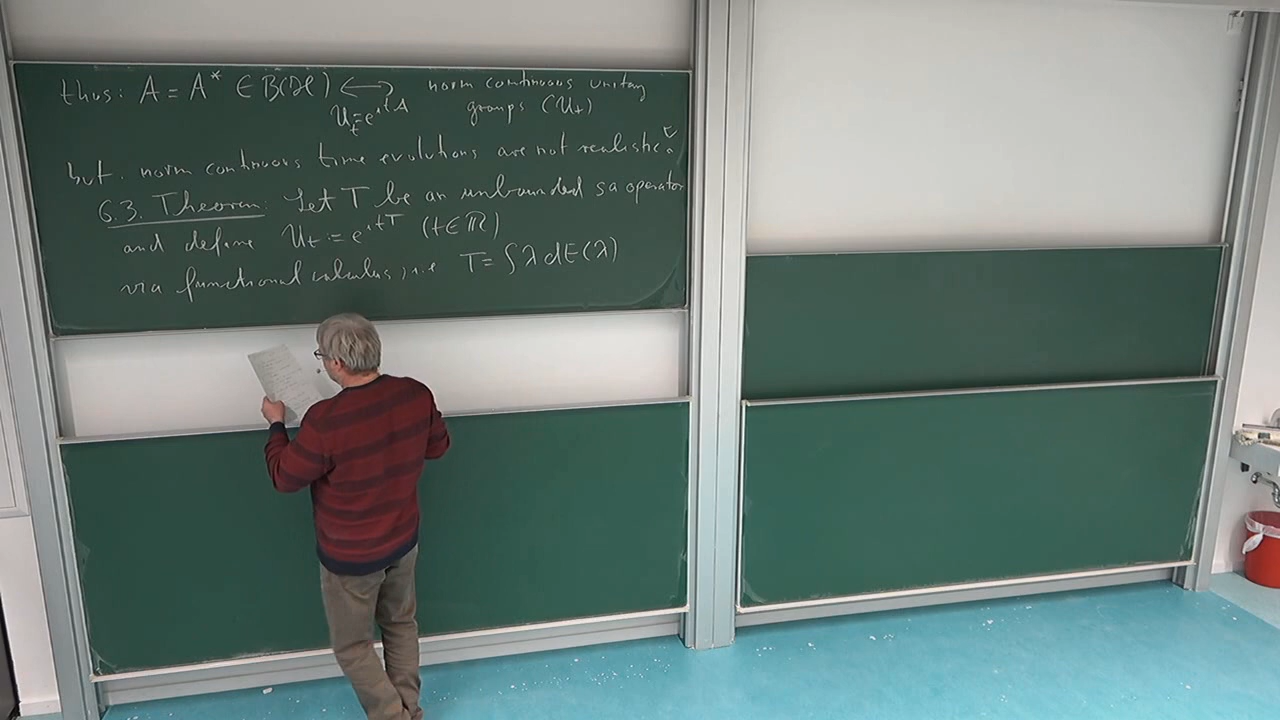 thus: A = A* ∈ B(ℋ) ⟷ norm continuous unitary
U_t = e^{itA} groups (U_t)
but: norm continuous time evolutions are not realistic!
6.3. Theorem: Let T be an unbounded s a operator
and define U_t := e^{itT} (t ∈ ℝ)
via functional calculus, i.e T = ∫ λ dE(λ)